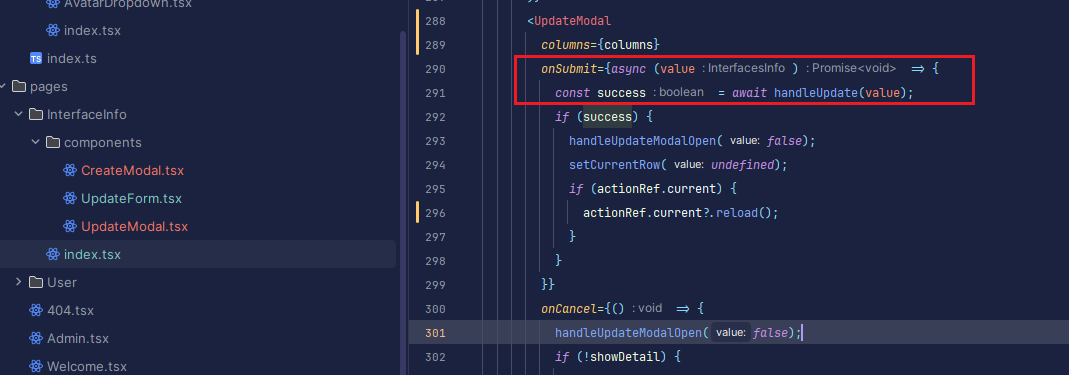 AvatarDropdown.tsx
index.tsx
TS index.ts
pages
InterfaceInfo
components
CreateModal.tsx
UpdateForm.tsx
UpdateModal.tsx
index.tsx
User
404.tsx
Admin.tsx
Welcome.tsx
288 <UpdateModal
289 columns={columns}
290 onSubmit={async (value :InterfacesInfo ) :Promise<void> => {
291 const success :boolean = await handleUpdate(value);
292 if (success) {
293 handleUpdateModalOpen( value: false);
294 setCurrentRow( value: undefined);
295 if (actionRef.current) {
296 actionRef.current?.reload();
297 }
298 }
299 }}
300 onCancel={() :void => {
301 handleUpdateModalOpen( value: false);
302 if (!showDetail) {